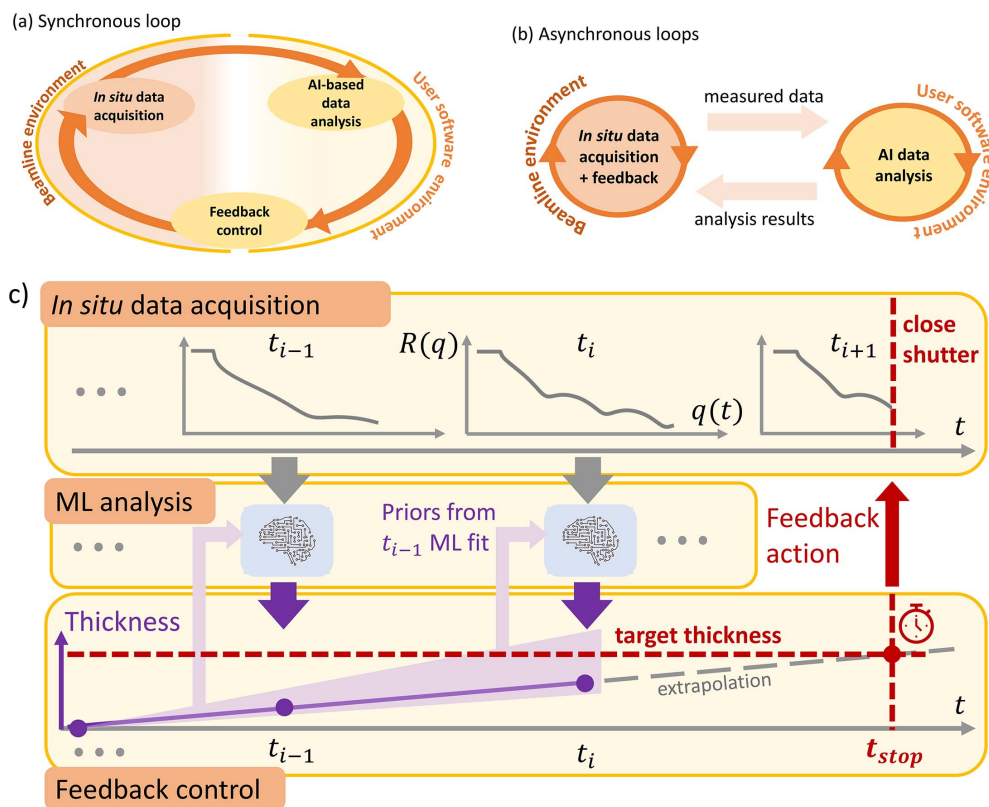 (a) Synchronous loop
Beamline environment
In situ data
acquisition
AI-based
data
analysis
User software
environment
Feedback
control
(b) Asynchronous loops
Beamline environment
In situ data
acquisition
+ feedback
measured data
analysis results
AI data
analysis
User software environment
c)
In situ data acquisition
t_{i-1}
R(q)
t_i
q(t)
t_{i+1}
close
shutter
t
ML analysis
Priors from
t_{i-1} ML fit
Feedback
action
Thickness
target thickness
extrapolation
t
t_{i-1}
t_i
t_{stop}
Feedback control